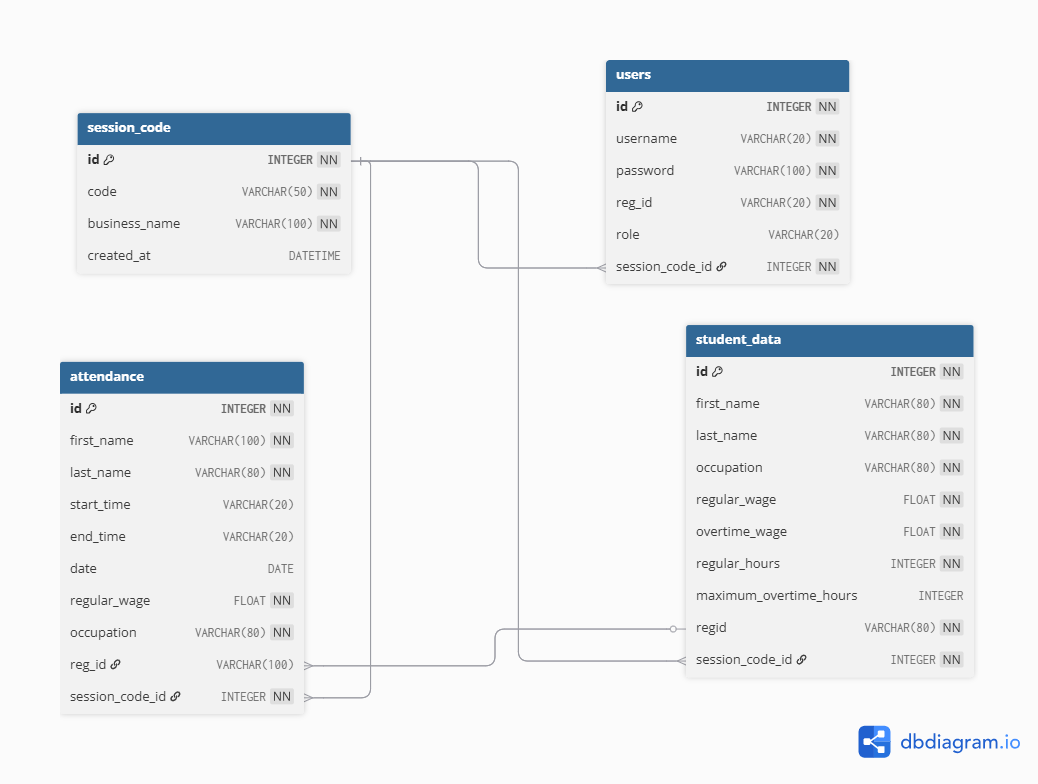 session_code
id INTEGER NN
code VARCHAR(50) NN
business_name VARCHAR(100) NN
created_at DATETIME
users
id INTEGER NN
username VARCHAR(20) NN
password VARCHAR(100) NN
reg_id VARCHAR(20) NN
role VARCHAR(20)
session_code_id INTEGER NN
attendance
id INTEGER NN
first_name VARCHAR(100) NN
last_name VARCHAR(80) NN
start_time VARCHAR(20)
end_time VARCHAR(20)
date DATE
regular_wage FLOAT NN
occupation VARCHAR(80) NN
reg_id VARCHAR(100)
session_code_id INTEGER NN
student_data
id INTEGER NN
first_name VARCHAR(80) NN
last_name VARCHAR(80) NN
occupation VARCHAR(80) NN
regular_wage FLOAT NN
overtime_wage FLOAT NN
regular_hours INTEGER NN
maximum_overtime_hours INTEGER
regid VARCHAR(80) NN
session_code_id INTEGER NN
dbdiagram.io